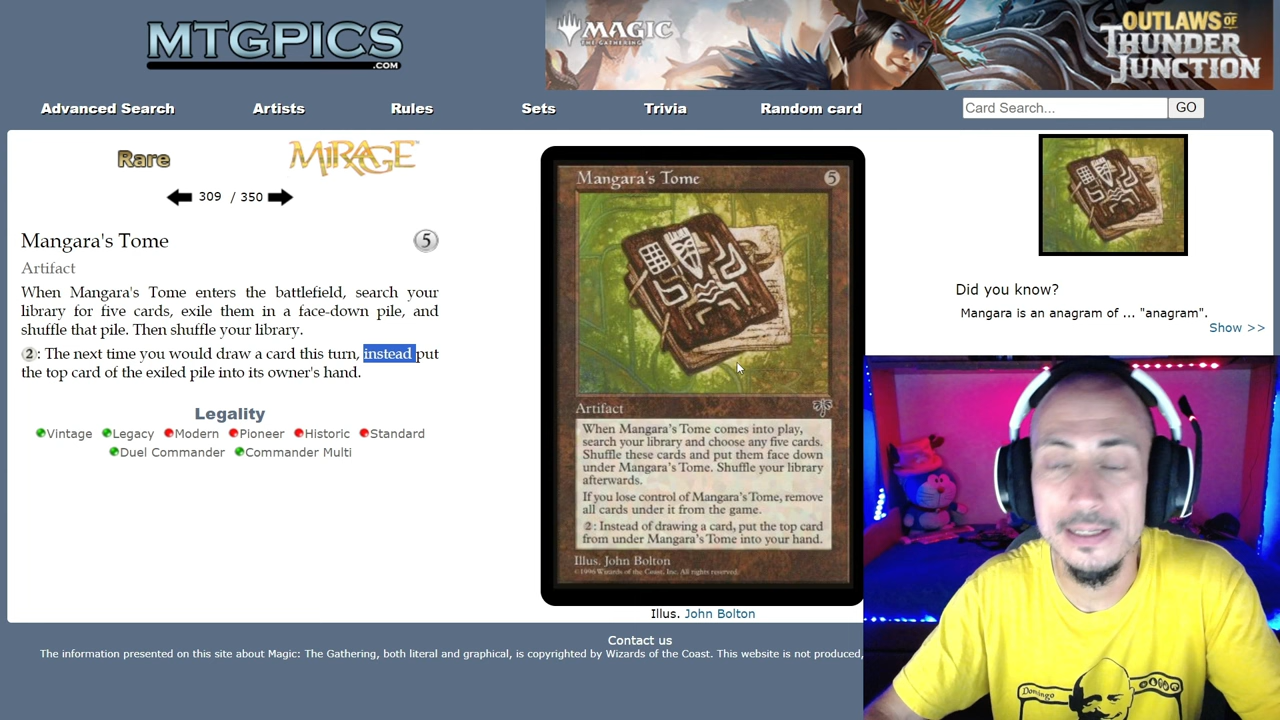 MTGPICS
.COM
MAGIC
THE GATHERING
OUTLAWS OF
THUNDER
JUNCTION
Advanced Search
Artists
Rules
Sets
Trivia
Random card
Card Search...
GO
Rare
MIRAGE
309 / 350
Mangara's Tome
5
Artifact
When Mangara's Tome enters the battlefield, search your
library for five cards, exile them in a face-down pile, and
shuffle that pile. Then shuffle your library.
2: The next time you would draw a card this turn, instead put
the top card of the exiled pile into its owner's hand.
Legality
Vintage Legacy Modern Pioneer Historic Standard
Duel Commander Commander Multi
Mangara's Tome 5
Artifact
When Mangara's Tome comes into play,
search your library and choose any five cards.
Shuffle these cards and put them face down
under Mangara's Tome. Shuffle your library
afterwards.
If you lose control of Mangara's Tome, remove
all cards under it from the game.
2: Instead of drawing a card, put the top card
from under Mangara's Tome into your hand.
Illus. John Bolton
©1996 Wizards of the Coast, Inc. All rights reserved.
Illus. John Bolton
Did you know?
Mangara is an anagram of ... "anagram".
Show >>
Contact us
The information presented on this site about Magic: The Gathering, both literal and graphical, is copyrighted by Wizards of the Coast. This website is not produced,
Domingo